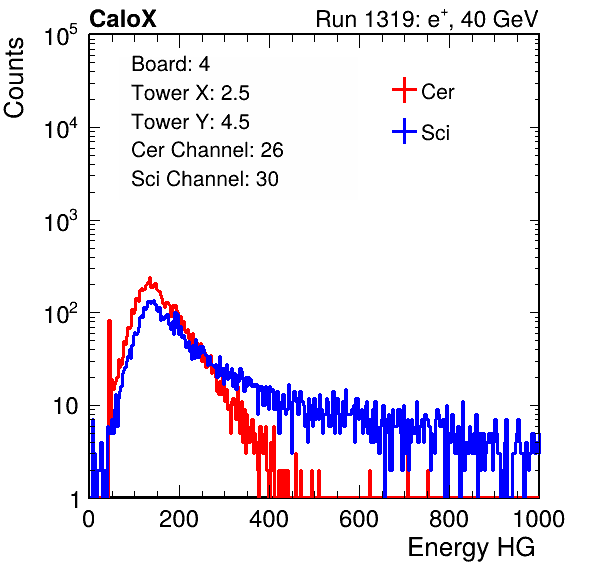 CaloX Run 1319: e+, 40 GeV
Counts
Board: 4
Tower X: 2.5
Tower Y: 4.5
Cer Channel: 26
Sci Channel: 30
Cer
Sci
10^5
10^4
10^3
10^2
10
1
0 200 400 600 800 1000
Energy HG